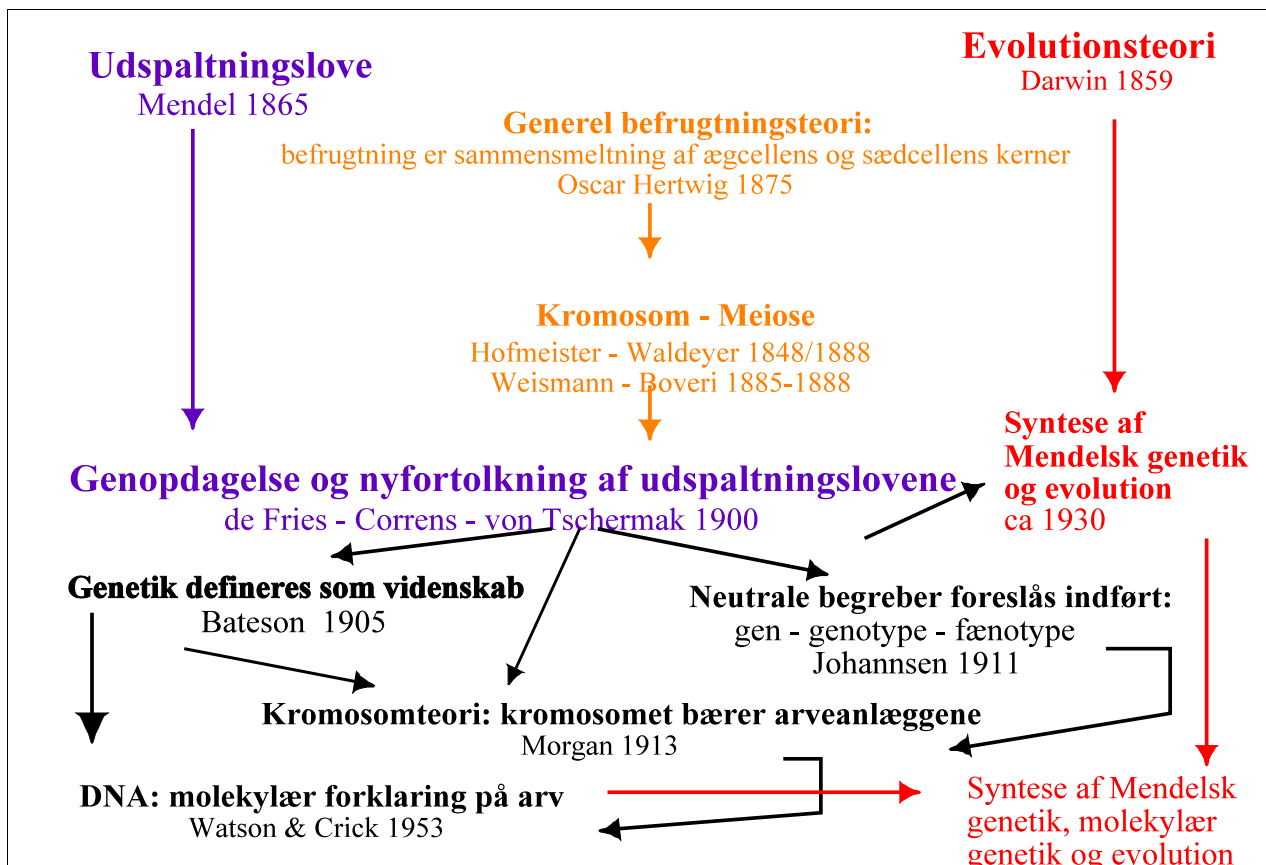 Udspaltningslove
Mendel 1865
Evolutionsteori
Darwin 1859
Generel befrugtningsteori:
befrugtning er sammensmeltning af ægcellens og sædcellens kerner
Oscar Hertwig 1875
Kromosom - Meiose
Hofmeister - Waldeyer 1848/1888
Weismann - Boveri 1885-1888
Syntese af
Mendelsk genetik
og evolution
ca 1930
Genopdagelse og nyfortolkning af udspaltningslovene
de Fries - Correns - von Tschermak 1900
Genetik defineres som videnskab
Bateson 1905
Neutrale begreber foreslås indført:
gen - genotype - fænotype
Johannsen 1911
Kromosomteori: kromosomet bærer arveanlæggene
Morgan 1913
DNA: molekylær forklaring på arv
Watson & Crick 1953
Syntese af Mendelsk
genetik, molekylær
genetik og evolution